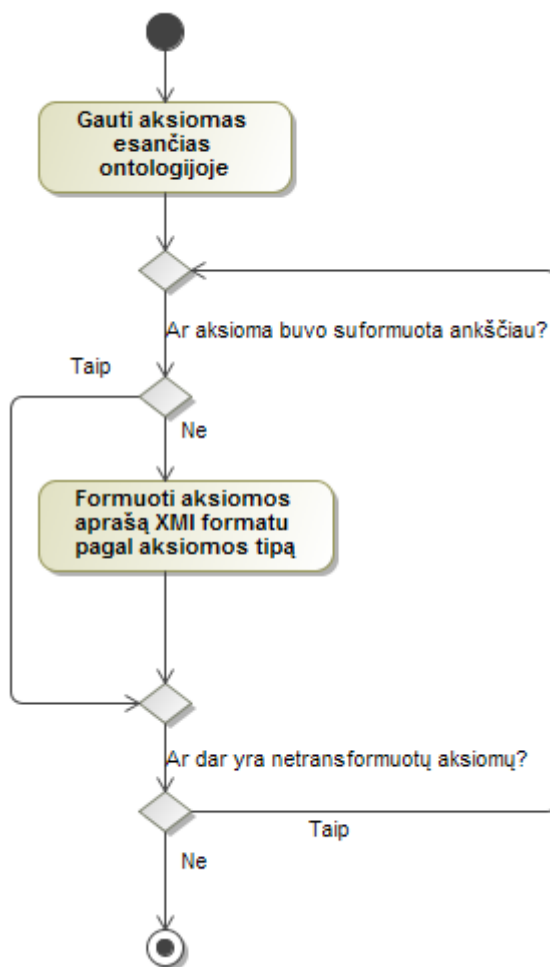 Gauti aksiomas
esančias
ontologijoje
Ar aksioma buvo suformuota ankščiau?
Taip
Ne
Formuoti aksiomos
aprašą XMI formatu
pagal aksiomos tipą
Ar dar yra netransformuotų aksiomų?
Taip
Ne